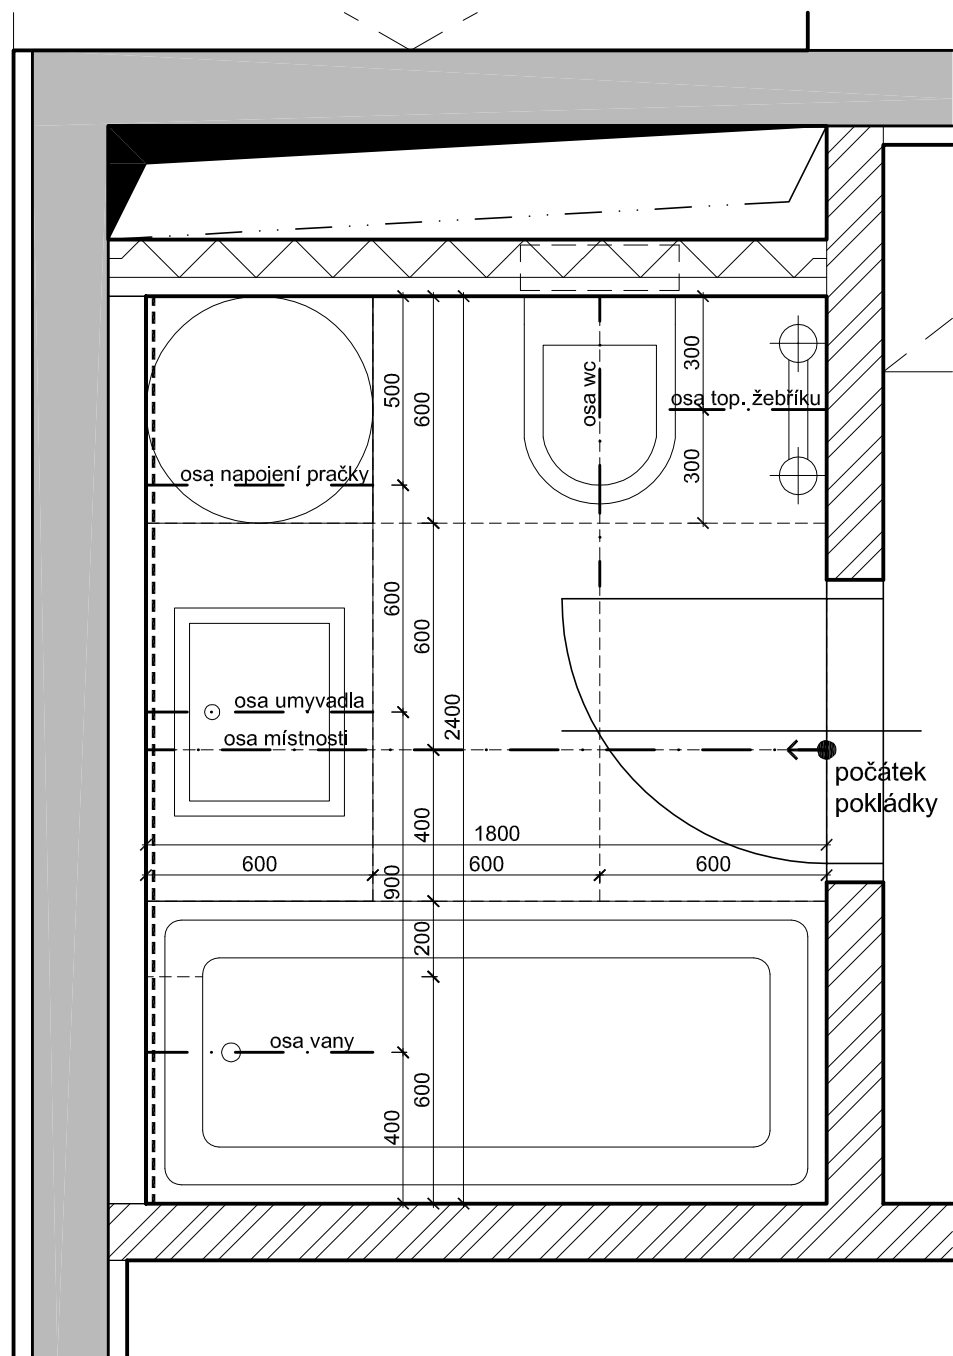 500
600
osa wc
300
osa top. žebříku
osa napojení pračky
300
600
600
2400
osa umyvadla
osa místnosti
počátek
pokládky
400
1800
600
600
600
900
200
osa vany
600
400